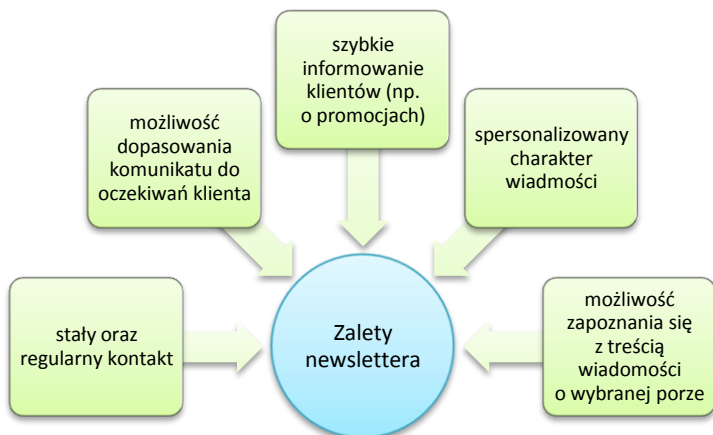 szybkie
informowanie
klientów (np.
o promocjach)
możliwość
dopasowania
komunikatu do
oczekiwań klienta
spersonalizowany
charakter
wiadmości
stały oraz
regularny kontakt
Zalety
newslettera
możliwość
zapoznania się
z treścią
wiadomości
o wybranej porze